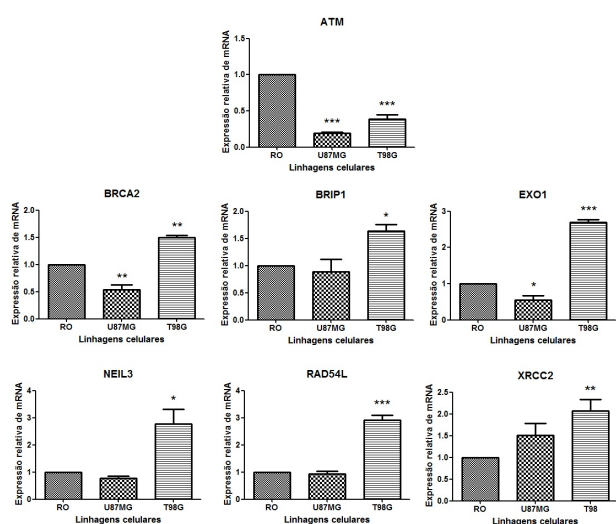 ATM
Expressão relativa de mRNA
1.5
1.0
0.5
0.0
***
***
RO U87MG T98G
Linhagens celulares
BRCA2
Expressão relativa de mRNA
2.0
1.5
1.0
0.5
0.0
**
**
RO U87MG T98G
Linhagens celulares
BRIP1
Expressão relativa de mRNA
2.0
1.5
1.0
0.5
0.0
*
RO U87MG T98G
Linhagens celulares
EXO1
Expressão relativa de mRNA
3
2
1
0
*
***
RO U87MG T98G
Linhagens celulares
NEIL3
Expressão relativa de mRNA
4
3
2
1
0
*
RO U87MG T98G
Linhagens celulares
RAD54L
Expressão relativa de mRNA
4
3
2
1
0
***
RO U87MG T98G
Linhagens celulares
XRCC2
Expressão relativa de mRNA
2.5
2.0
1.5
1.0
0.5
0.0
**
RO U87MG T98
Linhagens celulares